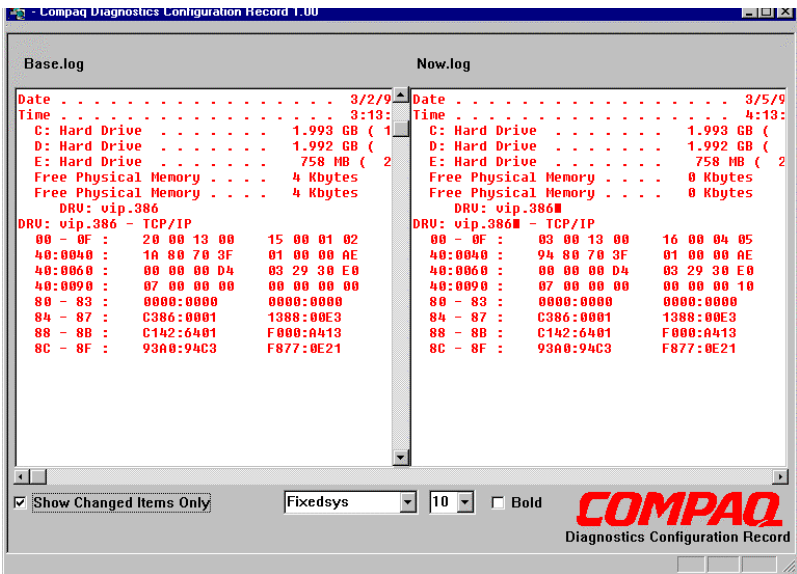 - Compaq Diagnostics Configuration Record 1.00
Base.log
Date . . . . . . . . . . . . . . . . . 3/2/9
Time . . . . . . . . . . . . . . . . . 3:13:
C: Hard Drive . . . . . . . 1.993 GB ( 1
D: Hard Drive . . . . . . . 1.992 GB (
E: Hard Drive . . . . . . . 758 MB ( 2
Free Physical Memory . . . . 4 Kbytes
Free Physical Memory . . . . 4 Kbytes
DRV: vip.386
DRV: vip.386 - TCP/IP
00 - 0F : 20 00 13 00 15 00 01 02
40:0040 : 1A 80 70 3F 01 00 00 AE
40:0060 : 00 00 00 D4 03 29 30 E0
40:0090 : 07 00 00 00 00 00 00 00
80 - 83 : 0000:0000 0000:0000
84 - 87 : C386:0001 1388:00E3
88 - 8B : C142:6401 F000:A413
8C - 8F : 93A0:94C3 F877:0E21
Now.log
Date . . . . . . . . . . . . . . . . . 3/5/9
Time . . . . . . . . . . . . . . . . . 4:13:
C: Hard Drive . . . . . . . 1.993 GB (
D: Hard Drive . . . . . . . 1.992 GB (
E: Hard Drive . . . . . . . 758 MB ( 2
Free Physical Memory . . . . 0 Kbytes
Free Physical Memory . . . . 0 Kbytes
DRV: vip.386■
DRV: vip.386■ - TCP/IP
00 - 0F : 03 00 13 00 16 00 04 05
40:0040 : 94 80 70 3F 01 00 00 AE
40:0060 : 00 00 00 D4 03 29 30 E0
40:0090 : 07 00 00 00 00 00 00 10
80 - 83 : 0000:0000 0000:0000
84 - 87 : C386:0001 1388:00E3
88 - 8B : C142:6401 F000:A413
8C - 8F : 93A0:94C3 F877:0E21
Show Changed Items Only
Fixedsys
10
Bold
COMPAQ
Diagnostics Configuration Record